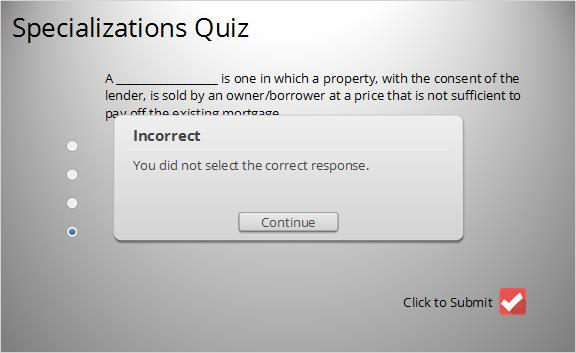 Specializations Quiz
A _________________ is one in which a property, with the consent of the
lender, is sold by an owner/borrower at a price that is not sufficient to
pay off the existing mortgage
Incorrect
You did not select the correct response.
Continue
Click to Submit